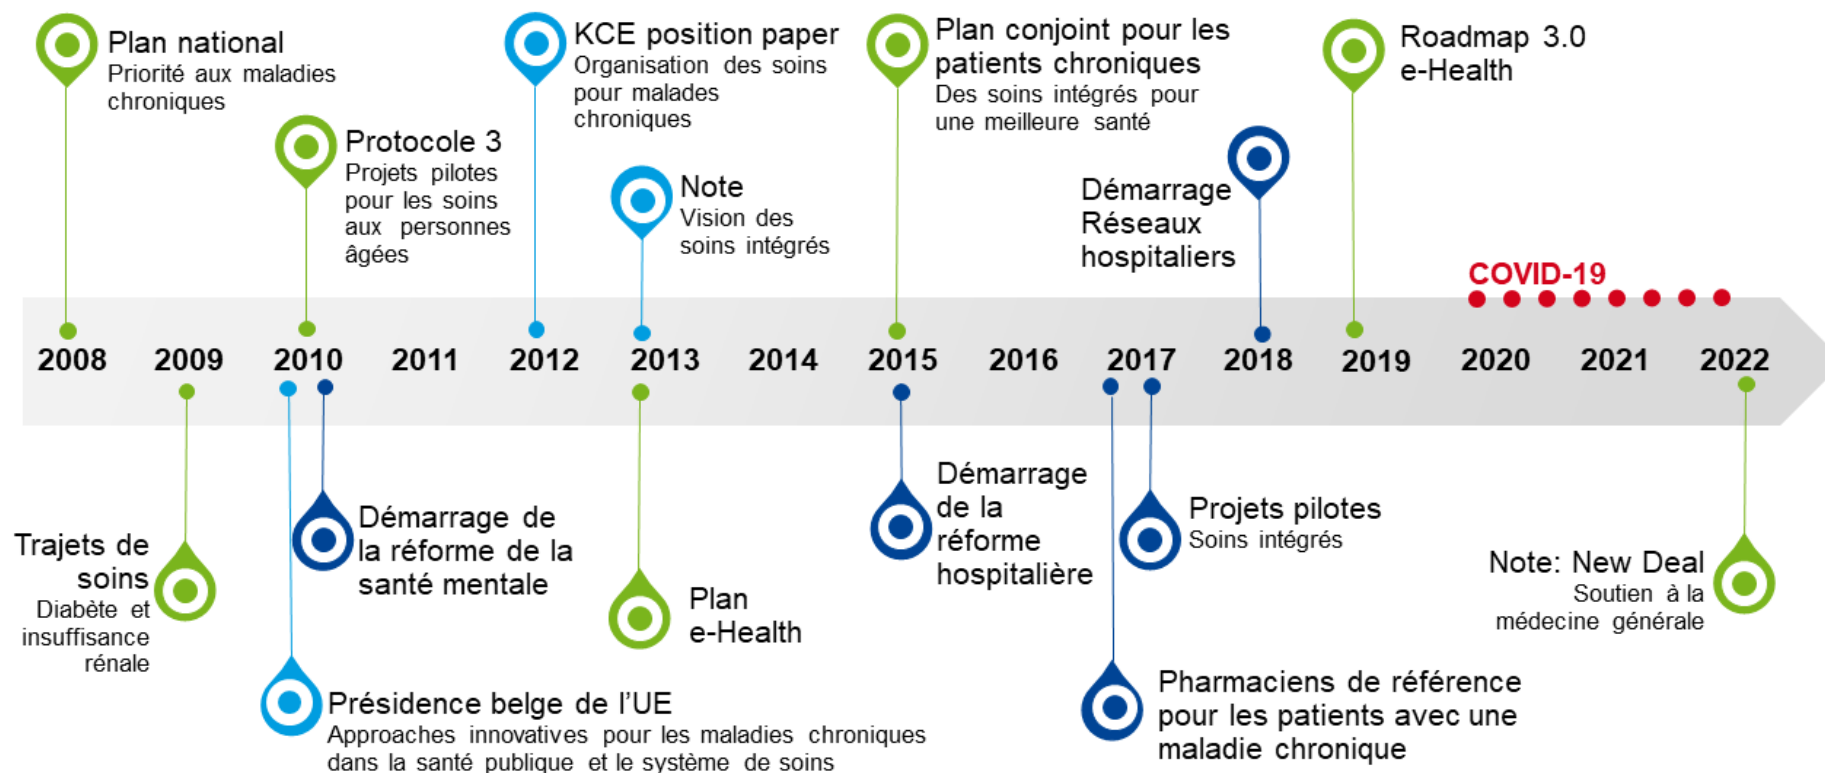 Plan national
Priorité aux maladies
chroniques
Protocole 3
Projets pilotes
pour les soins
aux personnes
âgées
KCE position paper
Organisation des soins
pour malades
chroniques
Note
Vision des
soins intégrés
Plan conjoint pour les
patients chroniques
Des soins intégrés pour
une meilleure santé
Démarrage
Réseaux
hospitaliers
Roadmap 3.0
e-Health
COVID-19
2008 2009 2010 2011 2012 2013 2014 2015 2016 2017 2018 2019 2020 2021 2022
Trajets de
soins
Diabète et
insuffisance
rénale
Démarrage de
la réforme de la
santé mentale
Présidence belge de l’UE
Approches innovatives pour les maladies chroniques
dans la santé publique et le système de soins
Plan
e-Health
Démarrage
de la
réforme
hospitalière
Projets pilotes
Soins intégrés
Pharmaciens de référence
pour les patients avec une
maladie chronique
Note: New Deal
Soutien à la
médecine générale